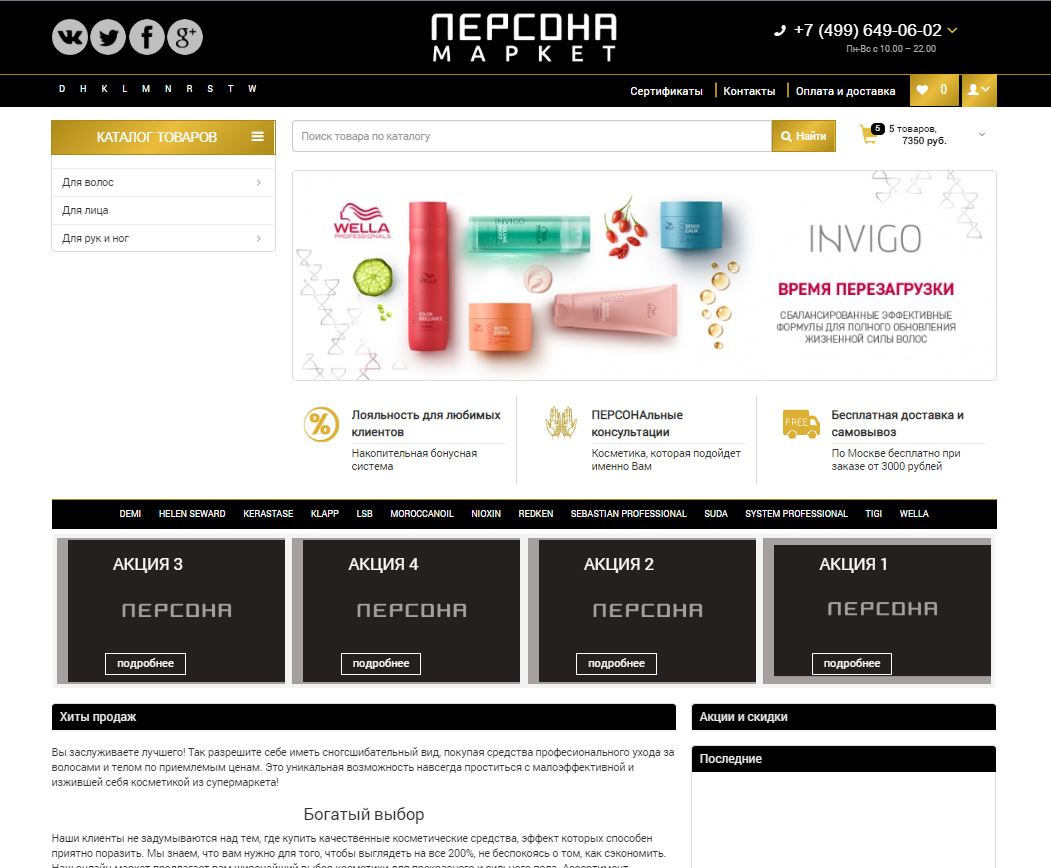 ПЕРСОНА
МАРКЕТ
+7 (499) 649-06-02
Пн-Вс с 10.00 – 22.00
D H K L M N R S T W
Сертификаты
Контакты
Оплата и доставка
0
КАТАЛОГ ТОВАРОВ
Для волос
Для лица
Для рук и ног
Поиск товара по каталогу
Найти
5
5 товаров,
7350 руб.
WELLA
PROFESSIONALS
WELLA
COLOR
BRILLIANCE
INVIGO
NUTRI-
ENRICH
INVIGO
SENSO
CALM
INVIGO
ВРЕМЯ ПЕРЕЗАГРУЗКИ
СБАЛАНСИРОВАННЫЕ ЭФФЕКТИВНЫЕ
ФОРМУЛЫ ДЛЯ ПОЛНОГО ОБНОВЛЕНИЯ
ЖИЗНЕННОЙ СИЛЫ ВОЛОС
Лояльность для любимых
клиентов
Накопительная бонусная
система
ПЕРСОНАльные
консультации
Косметика, которая подойдет
именно Вам
FREE
Бесплатная доставка и
самовывоз
По Москве бесплатно при
заказе от 3000 рублей
DEMI HELEN SEWARD KERASTASE KLAPP LSB MOROCCANOIL NIOXIN REDKEN SEBASTIAN PROFESSIONAL SUDA SYSTEM PROFESSIONAL TIGI WELLA
АКЦИЯ 3
ПЕРСОНА
подробнее
АКЦИЯ 4
ПЕРСОНА
подробнее
АКЦИЯ 2
ПЕРСОНА
подробнее
АКЦИЯ 1
ПЕРСОНА
подробнее
Хиты продаж
Вы заслуживаете лучшего! Так разрешите себе иметь сногсшибательный вид, покупая средства професионального ухода за
волосами и телом по приемлемым ценам. Это уникальная возможность навсегда проститься с малоэффективной и
изжившей себя косметикой из супермаркета!
Богатый выбор
Наши клиенты не задумываются над тем, где купить качественные косметические средства, эффект которых способен
приятно поразить. Мы знаем, что вам нужно для того, чтобы выглядеть на все 200%, не беспокоясь о том, как сэкономить.
Акции и скидки
Последние